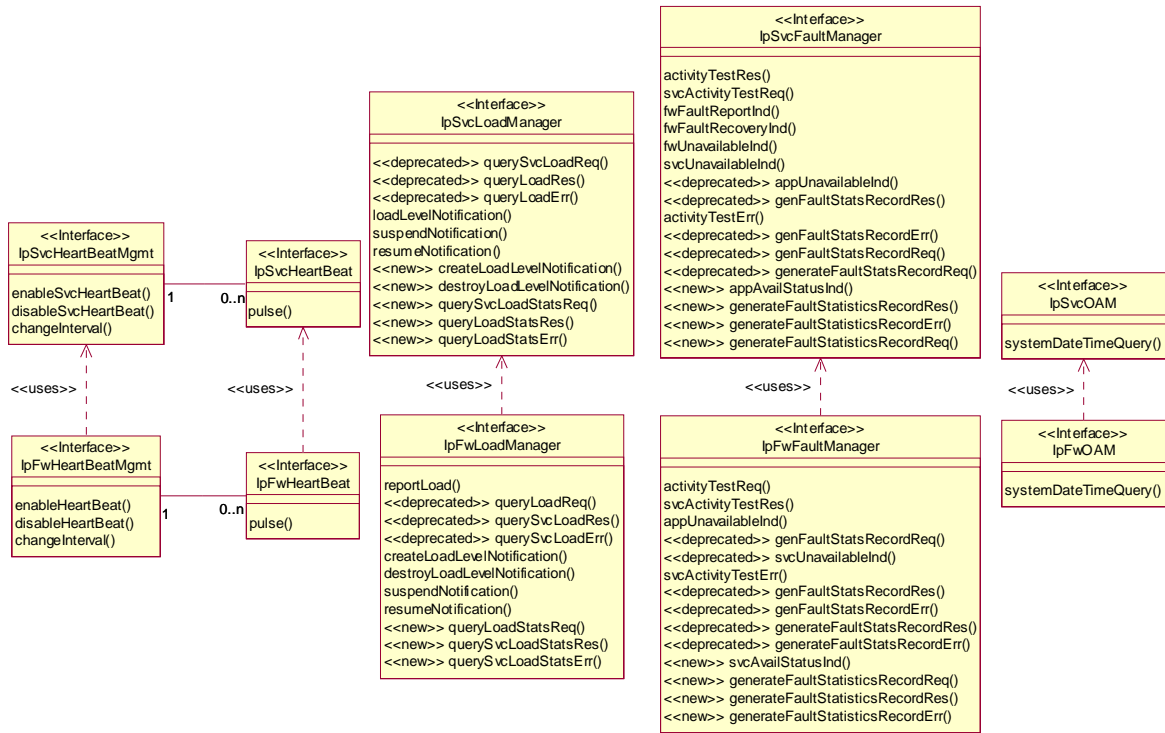 <<Interface>>
IpSvcHeartBeatMgmt
enableSvcHeartBeat()
disableSvcHeartBeat()
changeInterval()
1
0..n
<<Interface>>
IpSvcHeartBeat
pulse()
<<Interface>>
IpSvcLoadManager
<<deprecated>> querySvcLoadReq()
<<deprecated>> queryLoadRes()
<<deprecated>> queryLoadErr()
loadLevelNotification()
suspendNotification()
resumeNotification()
<<new>> createLoadLevelNotification()
<<new>> destroyLoadLevelNotification()
<<new>> querySvcLoadStatsReq()
<<new>> queryLoadStatsRes()
<<new>> queryLoadStatsErr()
<<Interface>>
IpSvcFaultManager
activityTestRes()
svcActivityTestReq()
fwFaultReportInd()
fwFaultRecoveryInd()
fwUnavailableInd()
svcUnavailableInd()
<<deprecated>> appUnavailableInd()
<<deprecated>> genFaultStatsRecordRes()
activityTestErr()
<<deprecated>> genFaultStatsRecordErr()
<<deprecated>> genFaultStatsRecordReq()
<<deprecated>> generateFaultStatsRecordReq()
<<new>> appAvailStatusInd()
<<new>> generateFaultStatisticsRecordRes()
<<new>> generateFaultStatisticsRecordErr()
<<new>> generateFaultStatisticsRecordReq()
<<Interface>>
IpSvcOAM
systemDateTimeQuery()
<<uses>>
<<uses>>
<<uses>>
<<uses>>
<<uses>>
<<Interface>>
IpFwHeartBeatMgmt
enableHeartBeat()
disableHeartBeat()
changeInterval()
1
0..n
<<Interface>>
IpFwHeartBeat
pulse()
<<Interface>>
IpFwLoadManager
reportLoad()
<<deprecated>> queryLoadReq()
<<deprecated>> querySvcLoadRes()
<<deprecated>> querySvcLoadErr()
createLoadLevelNotification()
destroyLoadLevelNotification()
suspendNotification()
resumeNotification()
<<new>> queryLoadStatsReq()
<<new>> querySvcLoadStatsRes()
<<new>> querySvcLoadStatsErr()
<<Interface>>
IpFwFaultManager
activityTestReq()
svcActivityTestRes()
appUnavailableInd()
<<deprecated>> genFaultStatsRecordReq()
<<deprecated>> svcUnavailableInd()
svcActivityTestErr()
<<deprecated>> genFaultStatsRecordRes()
<<deprecated>> genFaultStatsRecordErr()
<<deprecated>> generateFaultStatsRecordRes()
<<deprecated>> generateFaultStatsRecordErr()
<<new>> svcAvailStatusInd()
<<new>> generateFaultStatisticsRecordReq()
<<new>> generateFaultStatisticsRecordRes()
<<new>> generateFaultStatisticsRecordErr()
<<Interface>>
IpFwOAM
systemDateTimeQuery()